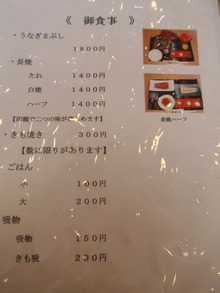 《 御食事 》
・うなぎまぶし
1800円
・長焼
たれ 1400円
白焼 1400円
ハーフ 1400円
【両種で二つの味が楽しめます】
・きも焼き 300円
【数に限りがあります】
ごはん
小 100円
大 200円
吸物
吸物 150円
きも吸 200円
長焼ハーフ